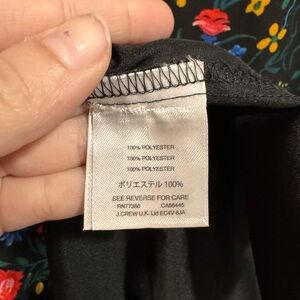 100% POLYESTER
100% POLYESTER
100% POLYESTER
ポリエステル 100%
SEE REVERSE FOR CARE
RN77388 CA56445
J.CREW U.K. Ltd EC4V 6JA